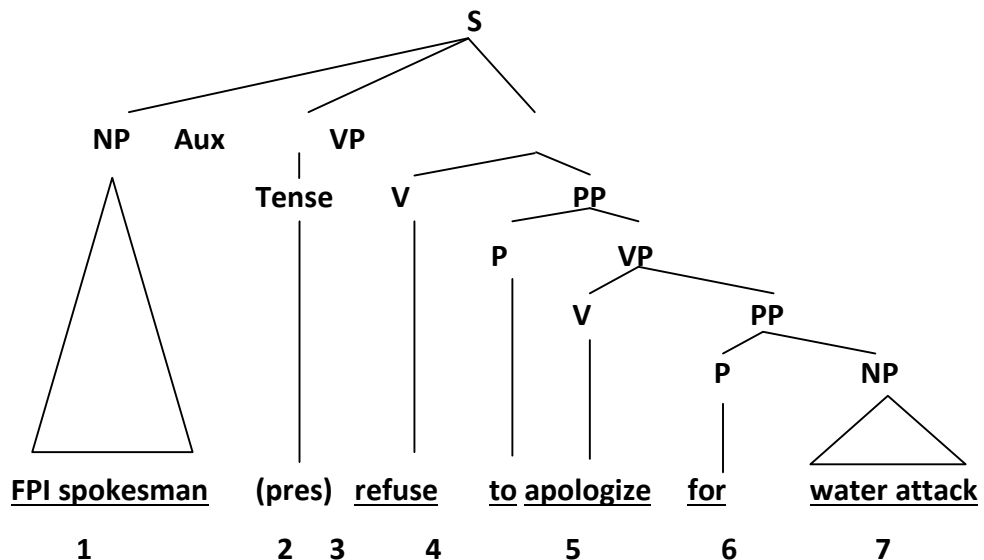 S
NP Aux VP
Tense V PP
P VP
V PP
P NP
FPI spokesman (pres) refuse to apologize for water attack
1 2 3 4 5 6 7